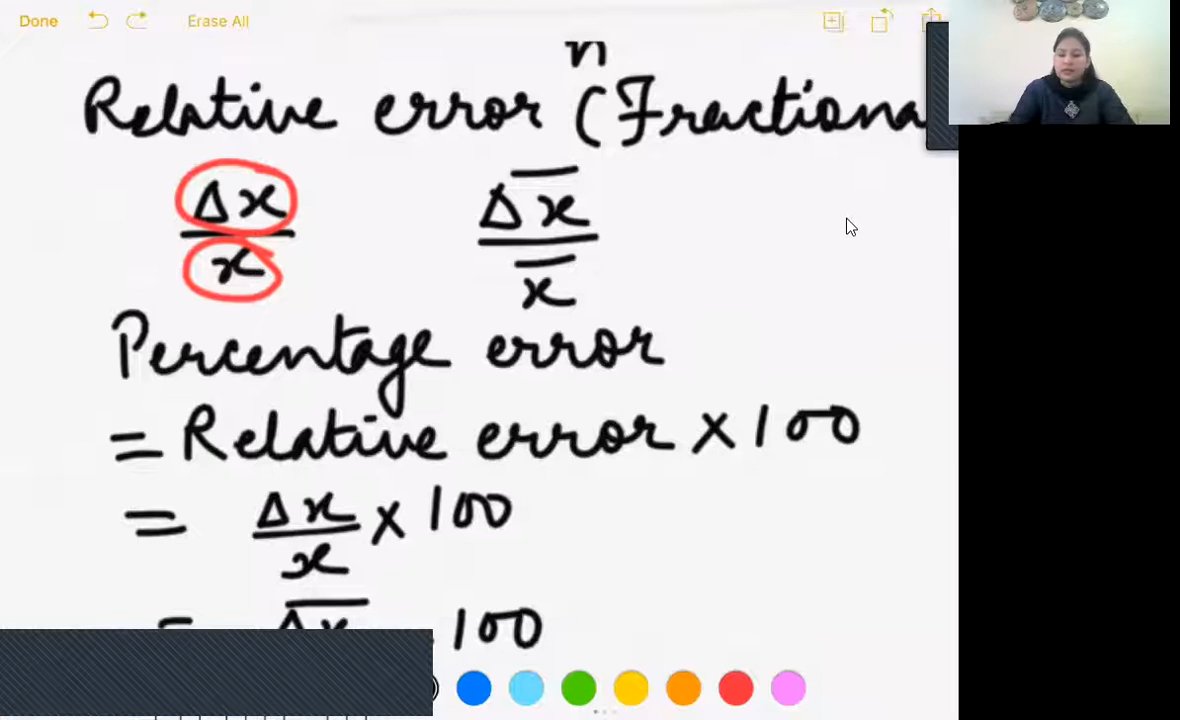 Done Erase All
n
Relative error (Fractiona
Δx/x Δx̅/x̅
Percentage error
= Relative error × 100
= Δx/x × 100
= 100